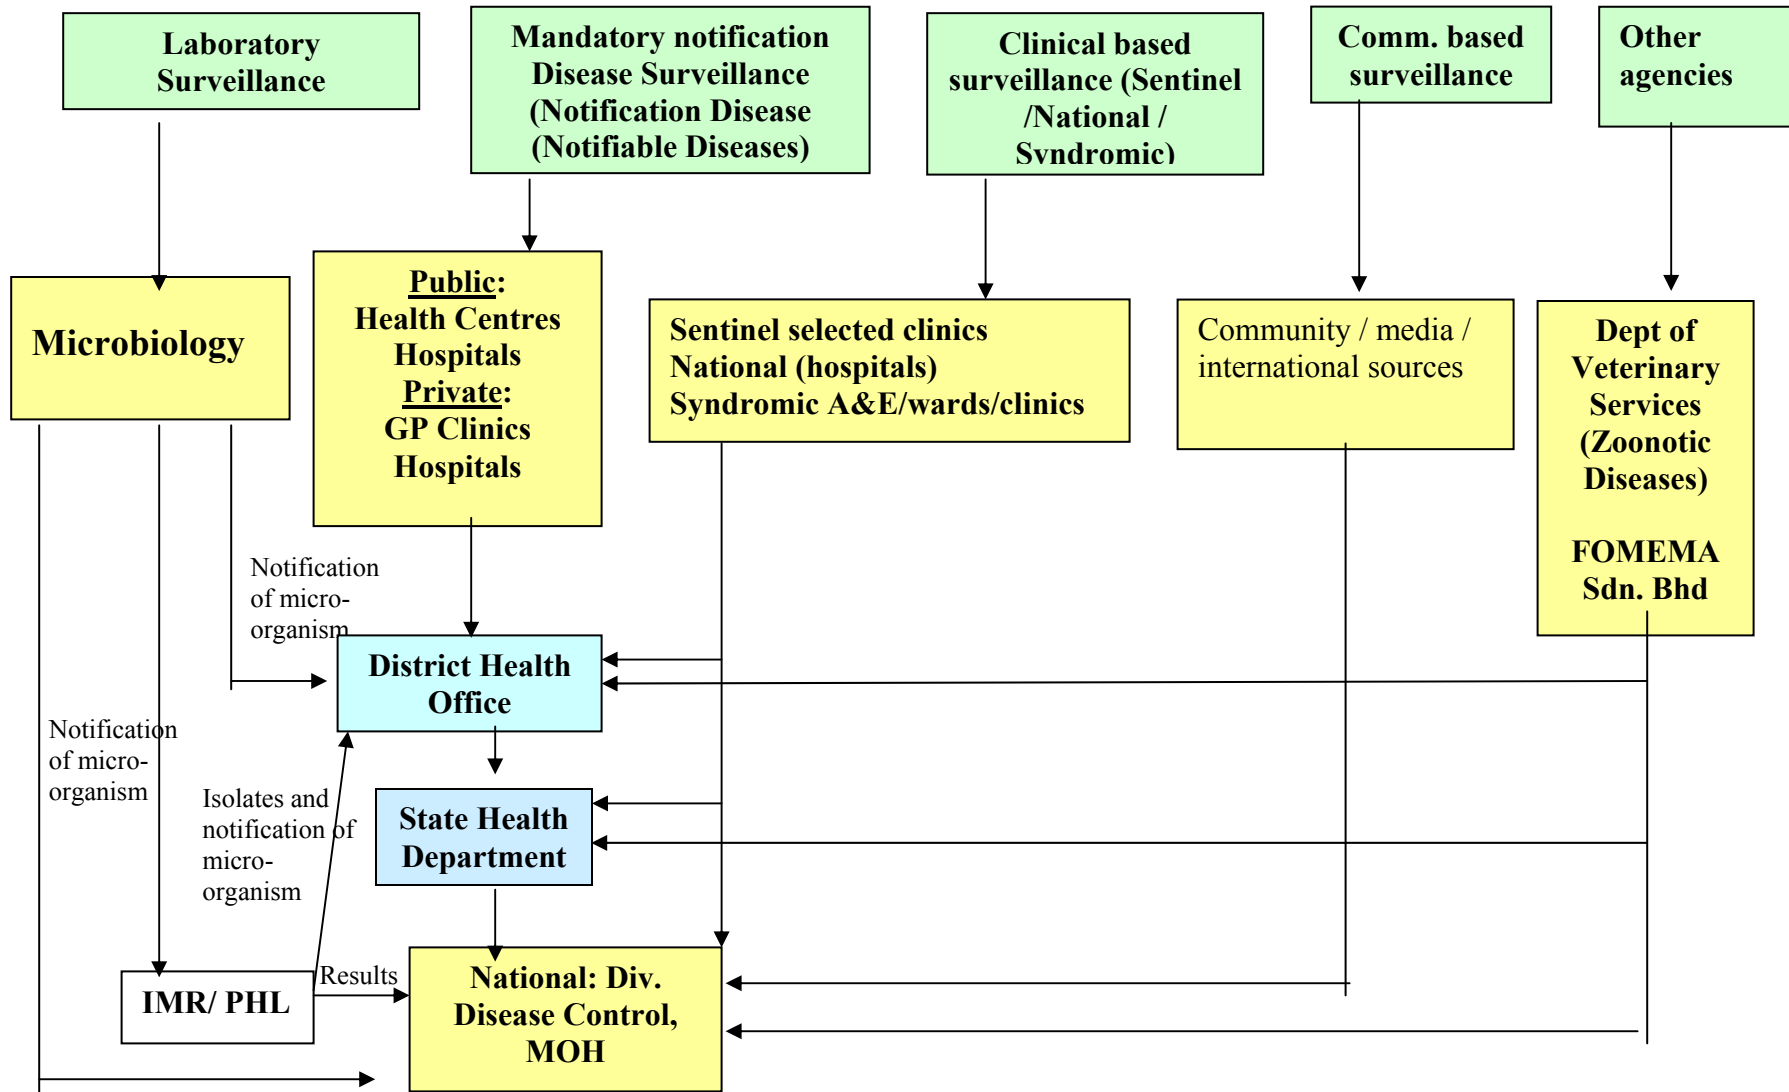 Laboratory
Surveillance
Mandatory notification
Disease Surveillance
(Notification Disease
(Notifiable Diseases)
Clinical based
surveillance (Sentinel
/National /
Syndromic)
Comm. based
surveillance
Other
agencies
Microbiology
Public:
Health Centres
Hospitals
Private:
GP Clinics
Hospitals
Sentinel selected clinics
National (hospitals)
Syndromic A&E/wards/clinics
Community / media /
international sources
Dept of
Veterinary
Services
(Zoonotic
Diseases)
FOMEMA
Sdn. Bhd
Notification
of micro-
organism
District Health
Office
Notification
of micro-
organism
Isolates and
notification of
micro-
organism
State Health
Department
IMR/ PHL
Results
National: Div.
Disease Control,
MOH